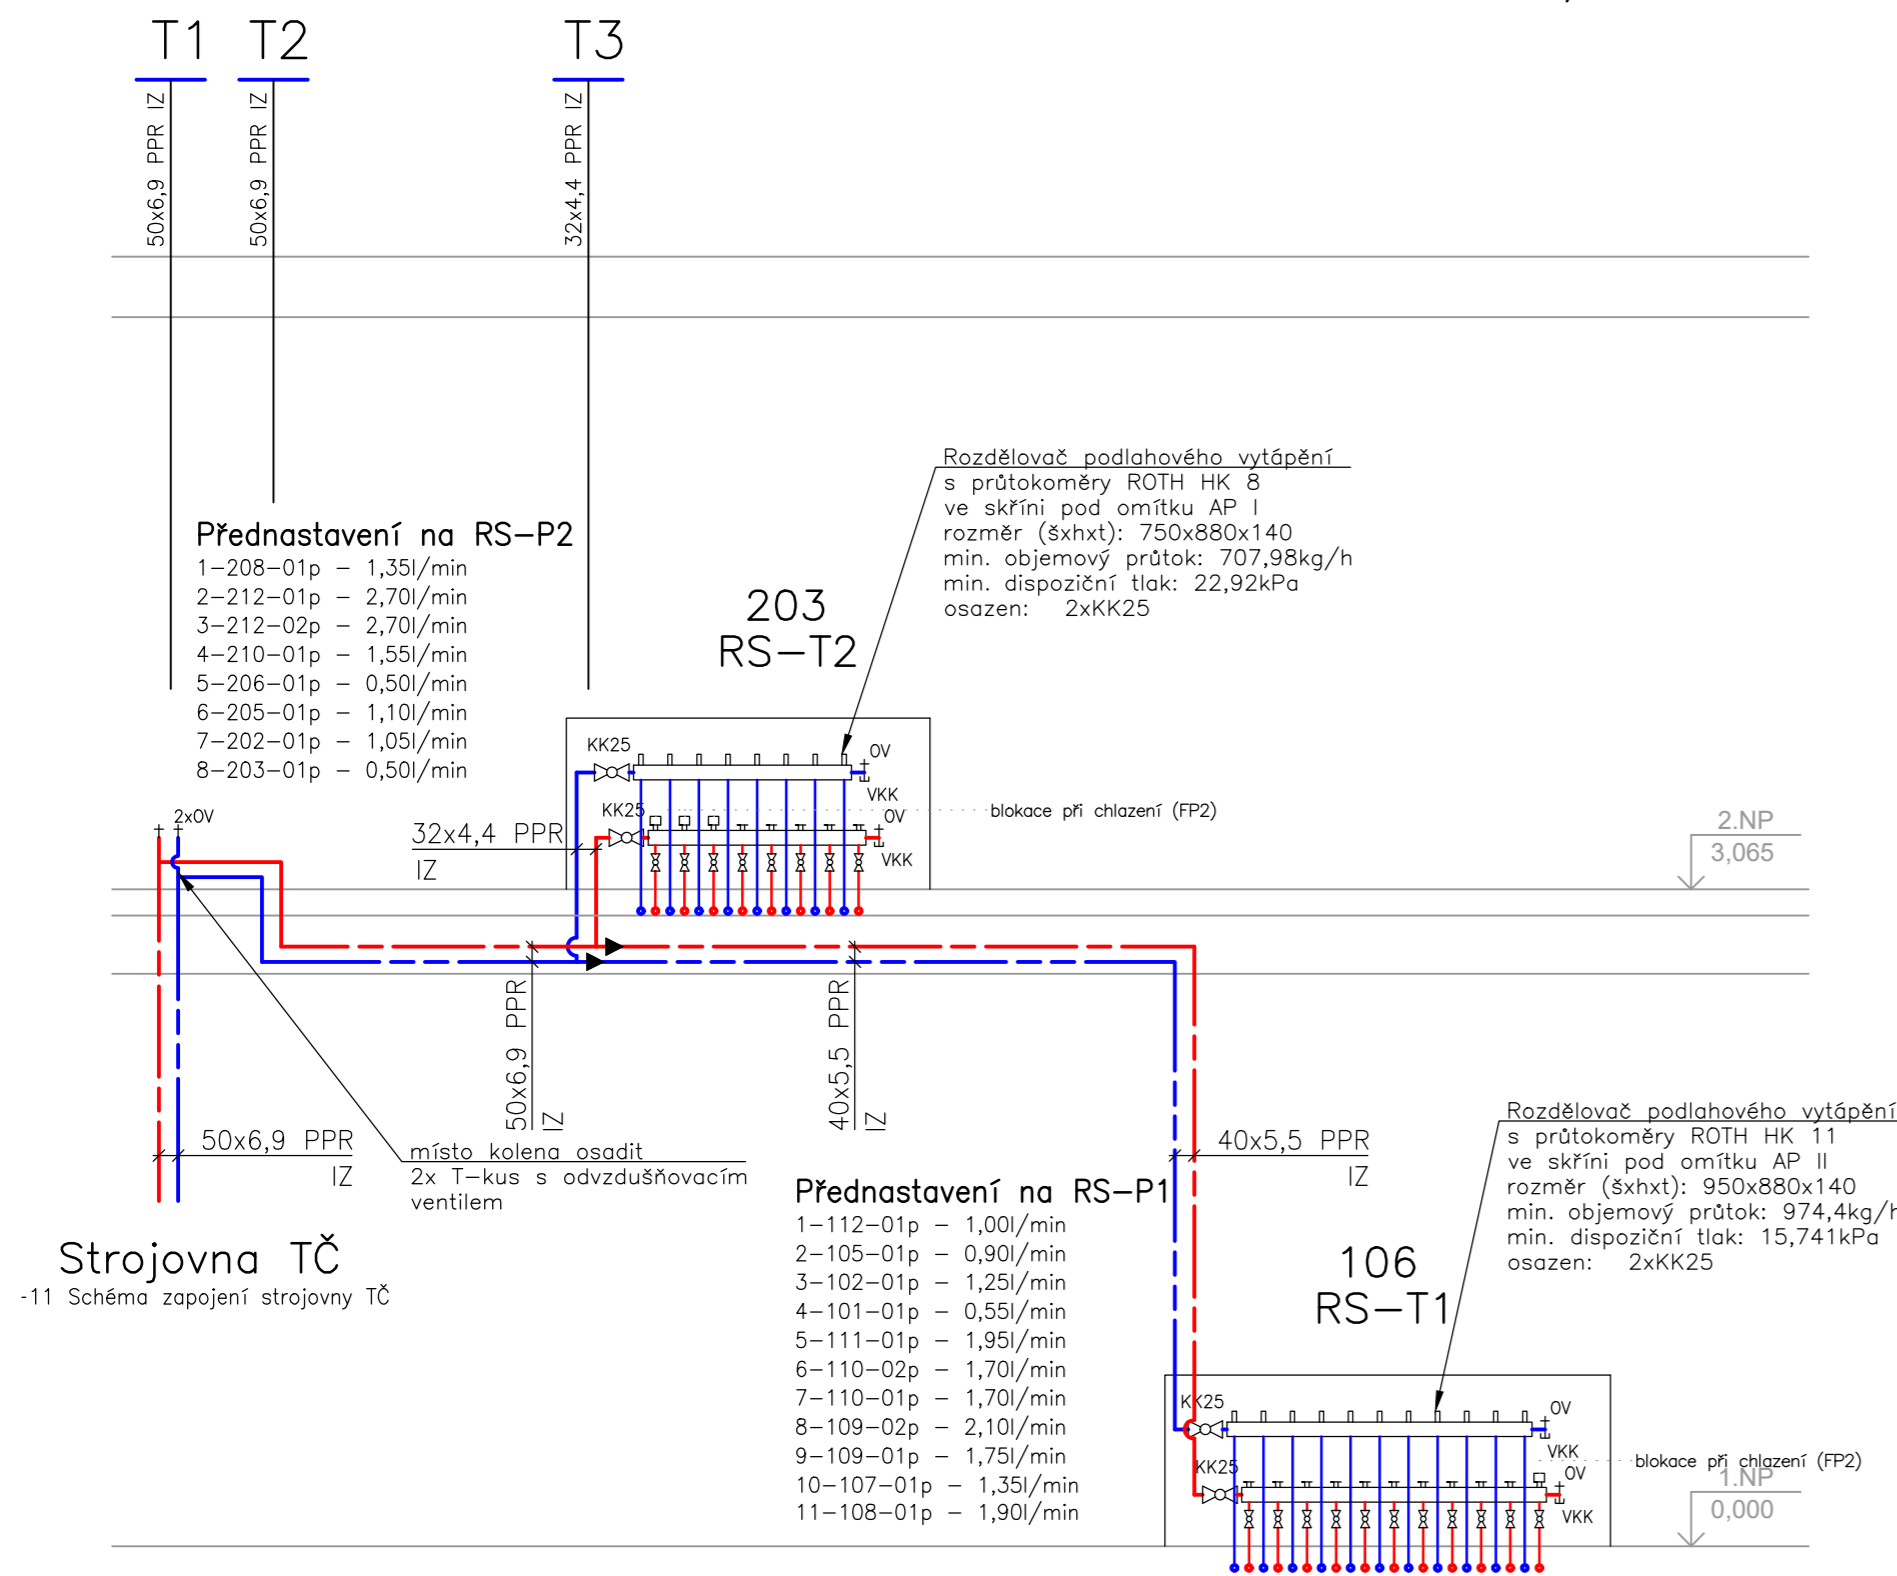 T1
T2
T3
50x6,9 PPR IZ
50x6,9 PPR IZ
32x4,4 PPR IZ
Rozdělovač podlahového vytápění
s průtokoměry ROTH HK 8
ve skříni pod omítku AP I
rozměr (šxhxt): 750x880x140
min. objemový průtok: 707,98kg/h
min. dispoziční tlak: 22,92kPa
osazen: 2xKK25
Přednastavení na RS-P2
1-208-01p - 1,35l/min
2-212-01p - 2,70l/min
3-212-02p - 2,70l/min
4-210-01p - 1,55l/min
5-206-01p - 0,50l/min
6-205-01p - 1,10l/min
7-202-01p - 1,05l/min
8-203-01p - 0,50l/min
203
RS-T2
KK25
OV
VKK
KK25
OV
VKK
blokace při chlazení (FP2)
2xOV
32x4,4 PPR
IZ
2.NP
3,065
50x6,9 PPR
IZ
40x5,5 PPR
IZ
50x6,9 PPR
IZ
místo kolena osadit
2x T-kus s odvzdušňovacím
ventilem
40x5,5 PPR
IZ
Rozdělovač podlahového vytápění
s průtokoměry ROTH HK 11
ve skříni pod omítku AP II
rozměr (šxhxt): 950x880x140
min. objemový průtok: 974,4kg/h
min. dispoziční tlak: 15,741kPa
osazen: 2xKK25
Strojovna TČ
-11 Schéma zapojení strojovny TČ
Přednastavení na RS-P1
1-112-01p - 1,00l/min
2-105-01p - 0,90l/min
3-102-01p - 1,25l/min
4-101-01p - 0,55l/min
5-111-01p - 1,95l/min
6-110-02p - 1,70l/min
7-110-01p - 1,70l/min
8-109-02p - 2,10l/min
9-109-01p - 1,75l/min
10-107-01p - 1,35l/min
11-108-01p - 1,90l/min
106
RS-T1
KK25
OV
VKK
KK25
OV
VKK
blokace při chlazení (FP2)
1.NP
0,000